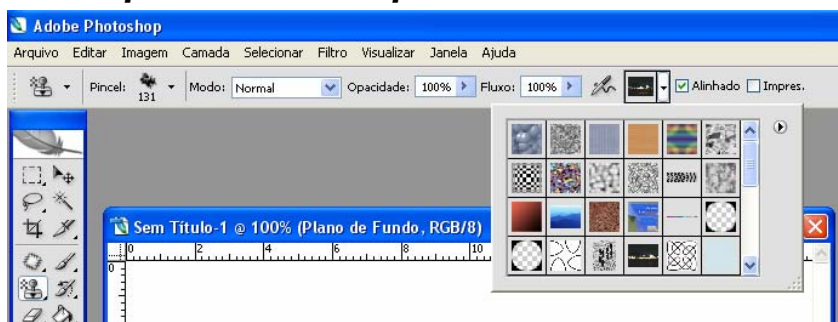 Adobe Photoshop
Arquivo Editar Imagem Camada Selecionar Filtro Visualizar Janela Ajuda
Pincel: 131 Modo: Normal Opacidade: 100% Fluxo: 100% Alinhado Impres.
Sem Título-1 @ 100% (Plano de Fundo, RGB/8)
0 2 4 6 8 10
0